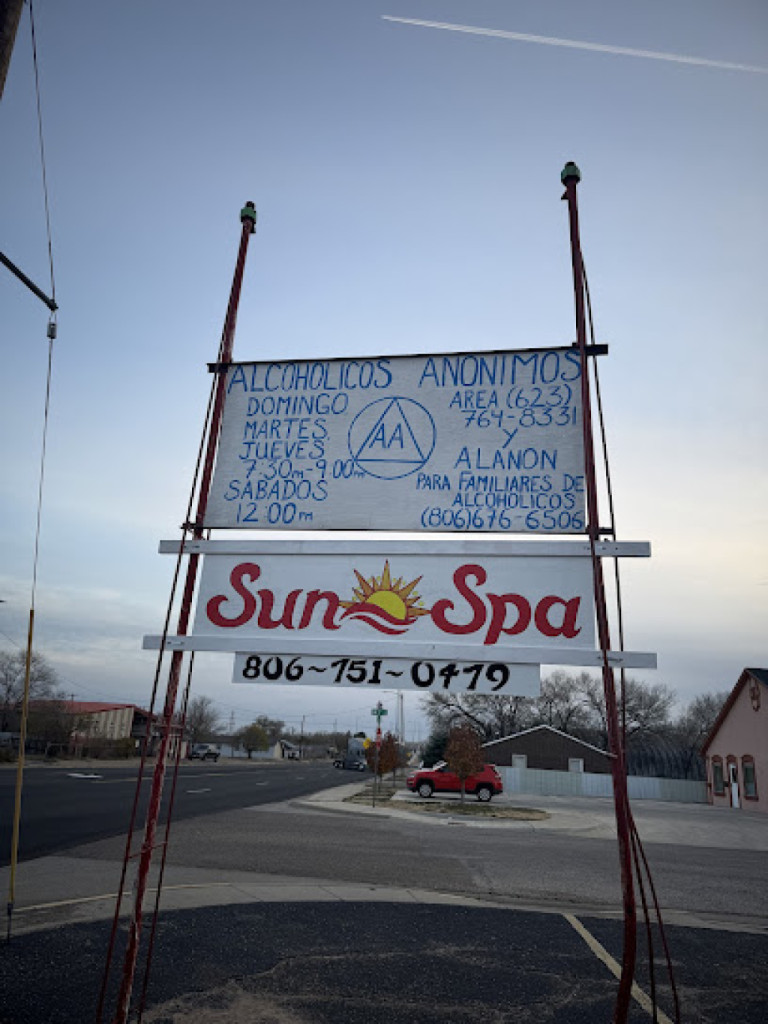 ALCOHOLICOS ANONIMOS
DOMINGO
MARTES
JUEVES
7:30m-9:00m
SABADOS
12:00PM
AA
AREA (623)
764-8331
Y
ALANON
PARA FAMILIARES DE
ALCOHOLICOS
(806)676-6506
Sun Spa
806~751~0479